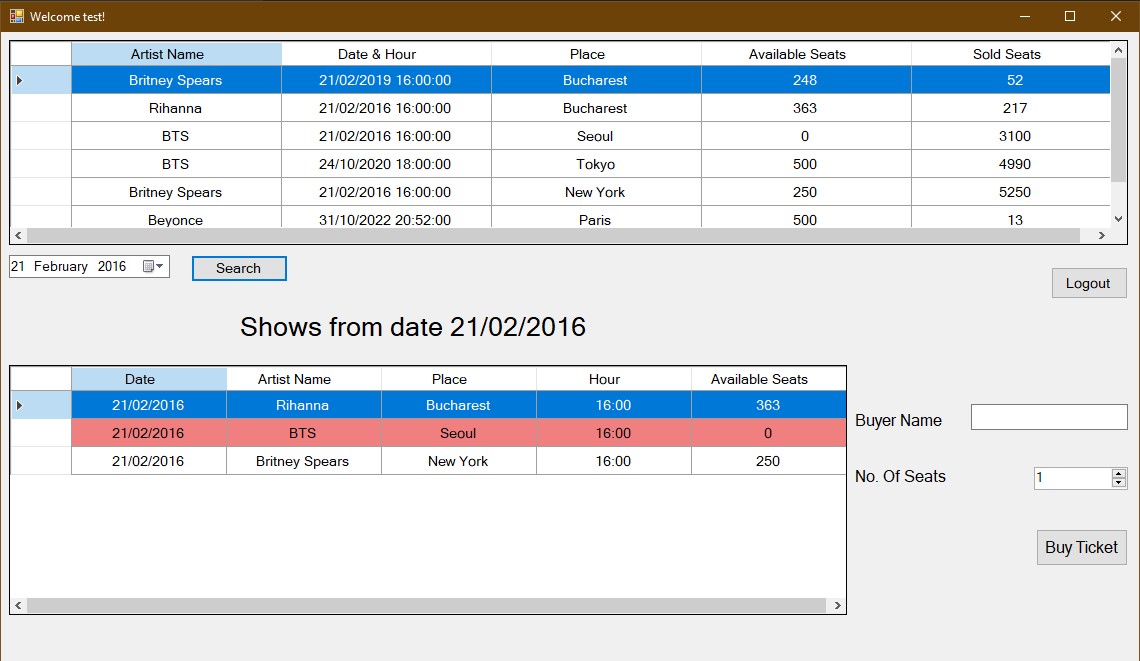 Welcome test!
Artist Name Date & Hour Place Available Seats Sold Seats
Britney Spears 21/02/2019 16:00:00 Bucharest 248 52
Rihanna 21/02/2016 16:00:00 Bucharest 363 217
BTS 21/02/2016 16:00:00 Seoul 0 3100
BTS 24/10/2020 18:00:00 Tokyo 500 4990
Britney Spears 21/02/2016 16:00:00 New York 250 5250
Beyonce 31/10/2022 20:52:00 Paris 500 13
21 February 2016 Search
Logout
Shows from date 21/02/2016
Date Artist Name Place Hour Available Seats
21/02/2016 Rihanna Bucharest 16:00 363
21/02/2016 BTS Seoul 16:00 0
21/02/2016 Britney Spears New York 16:00 250
Buyer Name
No. Of Seats 1
Buy Ticket